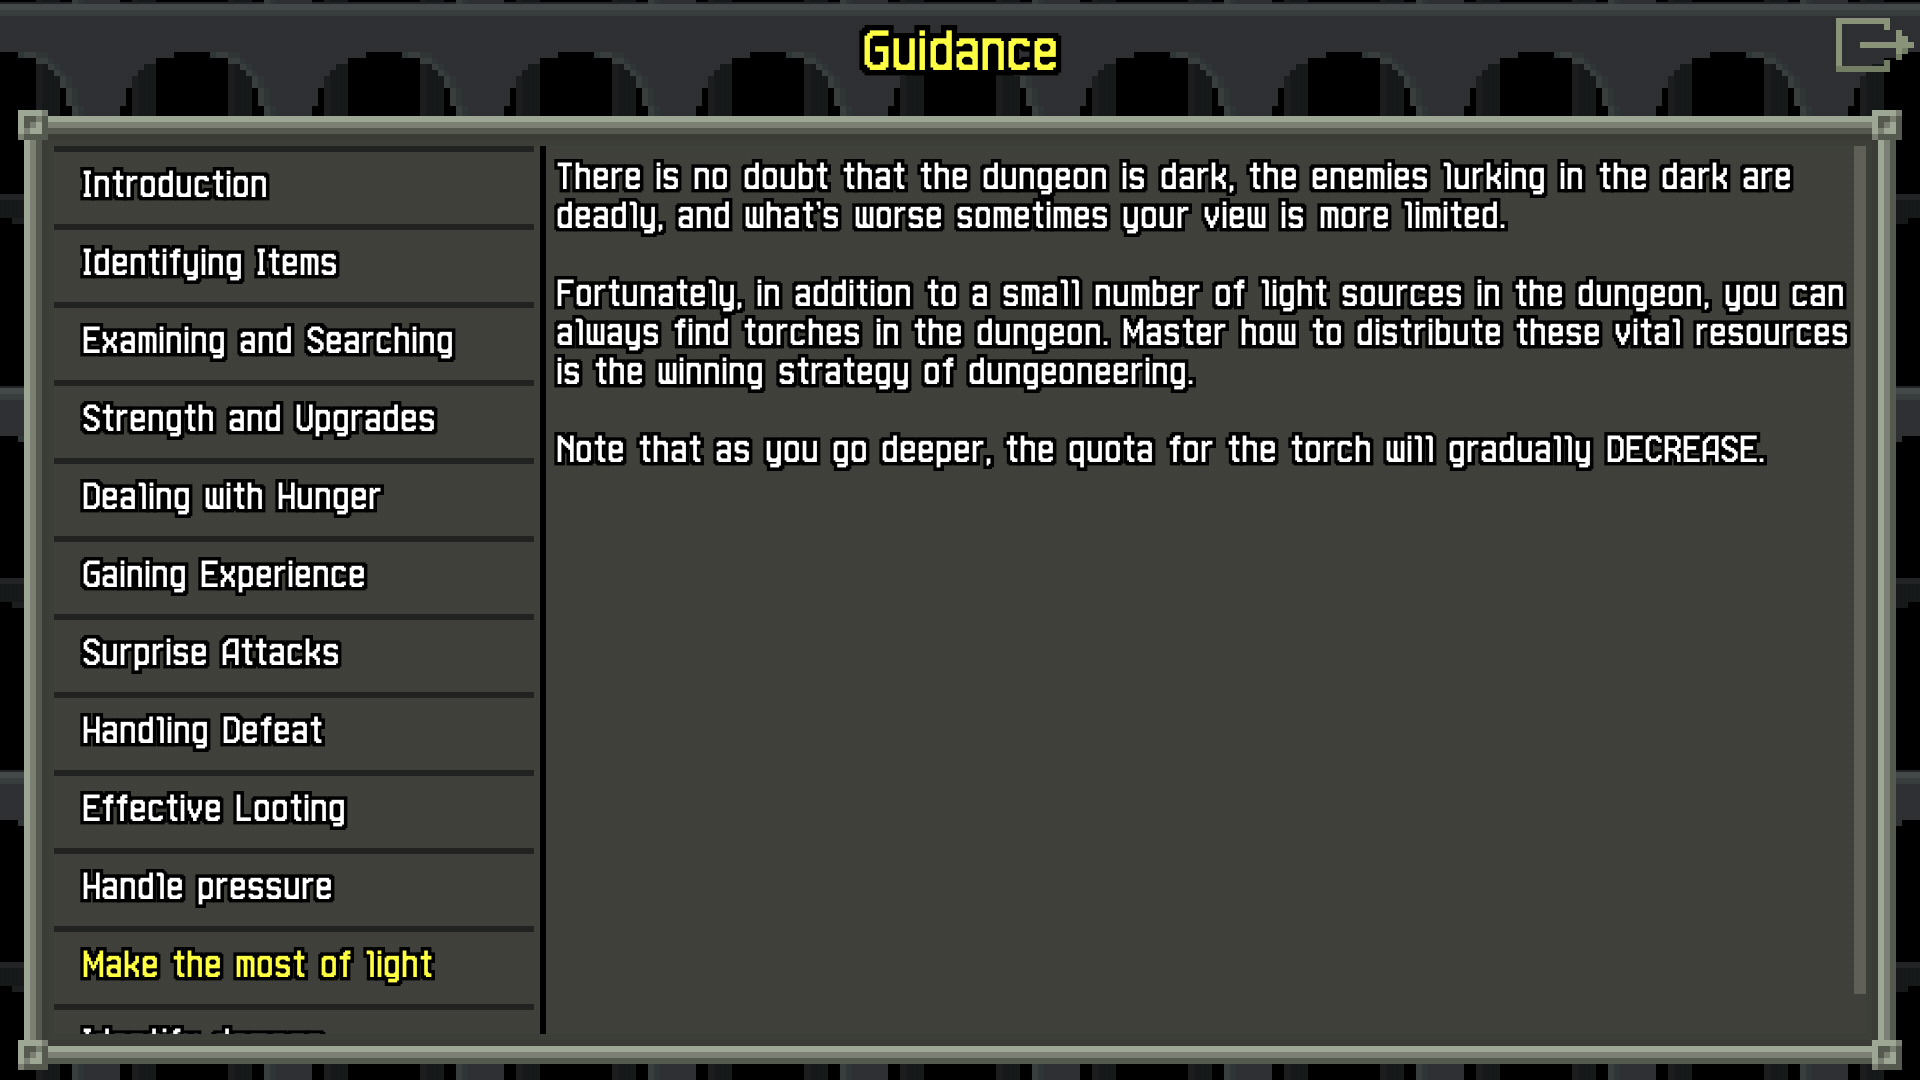 Guidance
Introduction
Identifying Items
Examining and Searching
Strength and Upgrades
Dealing with Hunger
Gaining Experience
Surprise Attacks
Handling Defeat
Effective Looting
Handle pressure
Make the most of light
There is no doubt that the dungeon is dark, the enemies lurking in the dark are
deadly, and what's worse sometimes your view is more limited.
Fortunately, in addition to a small number of light sources in the dungeon, you can
always find torches in the dungeon. Master how to distribute these vital resources
is the winning strategy of dungeoneering.
Note that as you go deeper, the quota for the torch will gradually DECREASE.